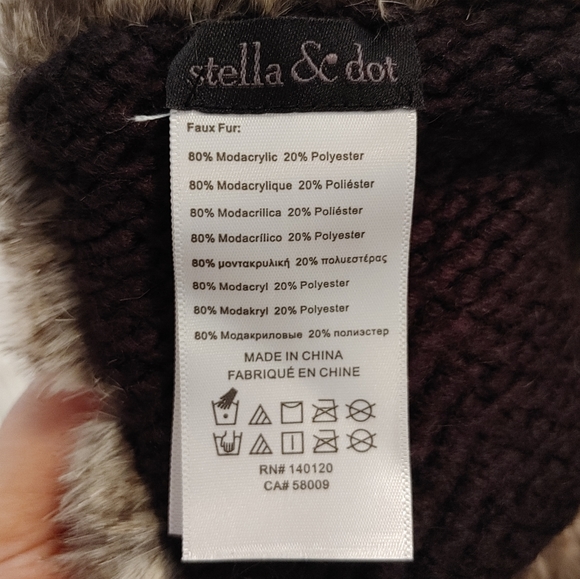 stella & dot
Faux Fur:
80% Modacrylic 20% Polyester
80% Modacrylique 20% Poliéster
80% Modacrilica 20% Poliéster
80% Modacrílico 20% Polyester
80% μοντακρυλική 20% πολυεστέρας
80% Modacryl 20% Polyester
80% Modakryl 20% Polyester
80% Модакриловые 20% полиэстер
MADE IN CHINA
FABRIQUÉ EN CHINE
RN# 140120
CA# 58009